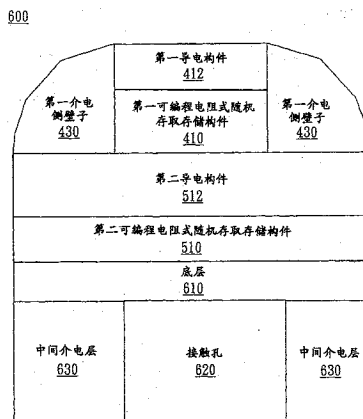 600
第一导电构件
412
第一可编程电阻式随机
存取存储构件
410
第一介电
侧壁子
430
第一介电
侧壁子
430
第二导电构件
512
第二可编程电阻式随机存取存储构件
510
底层
610
中间介电层
630
接触孔
620
中间介电层
630